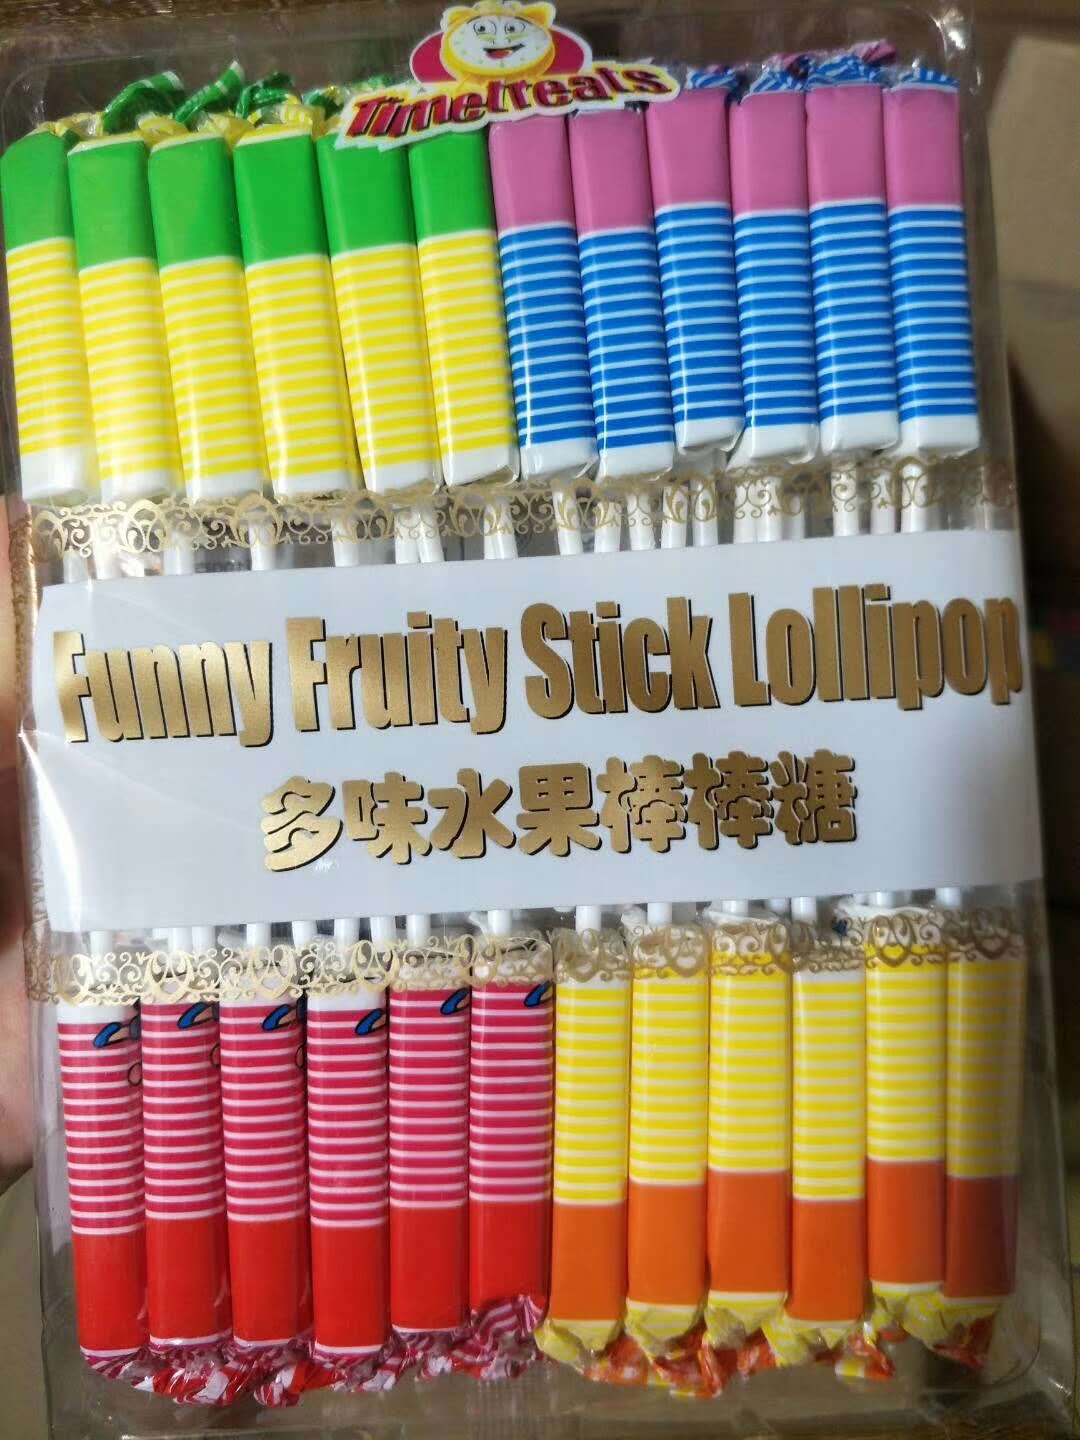 Timetreats
Funny Fruity Stick Lollipop
多味水果棒棒糖